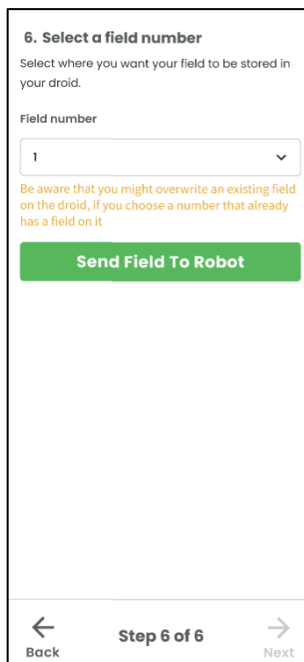 6. Select a field number
Select where you want your field to be stored in
your droid.
Field number
1
Be aware that you might overwrite an existing field
on the droid, if you choose a number that already
has a field on it
Send Field To Robot
Back
Step 6 of 6
Next